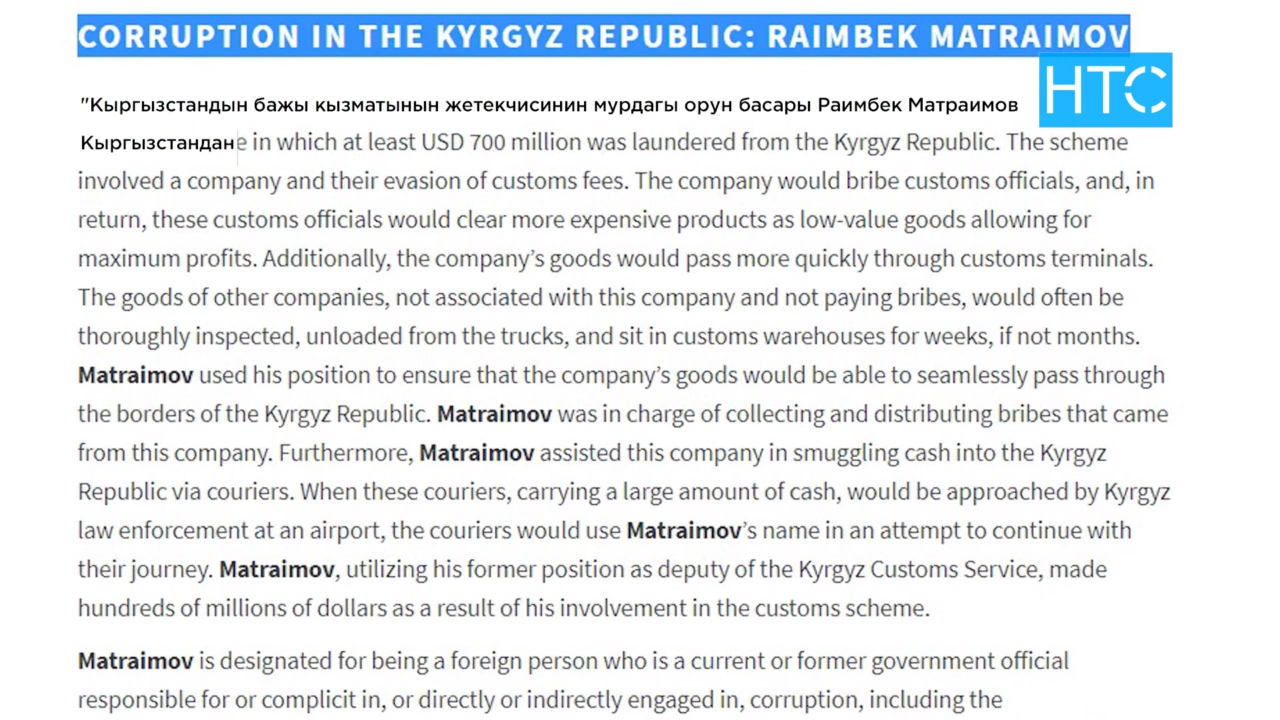 CORRUPTION IN THE KYRGYZ REPUBLIC: RAIMBEK MATRAIMOV
НТС
"Кыргызстандын бажы кызматынын жетекчисинин мурдагы орун басары Раимбек Матраимов
Кыргызстандан e in which at least USD 700 million was laundered from the Kyrgyz Republic. The scheme
involved a company and their evasion of customs fees. The company would bribe customs officials, and, in
return, these customs officials would clear more expensive products as low-value goods allowing for
maximum profits. Additionally, the company’s goods would pass more quickly through customs terminals.
The goods of other companies, not associated with this company and not paying bribes, would often be
thoroughly inspected, unloaded from the trucks, and sit in customs warehouses for weeks, if not months.
Matraimov used his position to ensure that the company’s goods would be able to seamlessly pass through
the borders of the Kyrgyz Republic. Matraimov was in charge of collecting and distributing bribes that came
from this company. Furthermore, Matraimov assisted this company in smuggling cash into the Kyrgyz
Republic via couriers. When these couriers, carrying a large amount of cash, would be approached by Kyrgyz
law enforcement at an airport, the couriers would use Matraimov’s name in an attempt to continue with
their journey. Matraimov, utilizing his former position as deputy of the Kyrgyz Customs Service, made
hundreds of millions of dollars as a result of his involvement in the customs scheme.
Matraimov is designated for being a foreign person who is a current or former government official
responsible for or complicit in, or directly or indirectly engaged in, corruption, including the